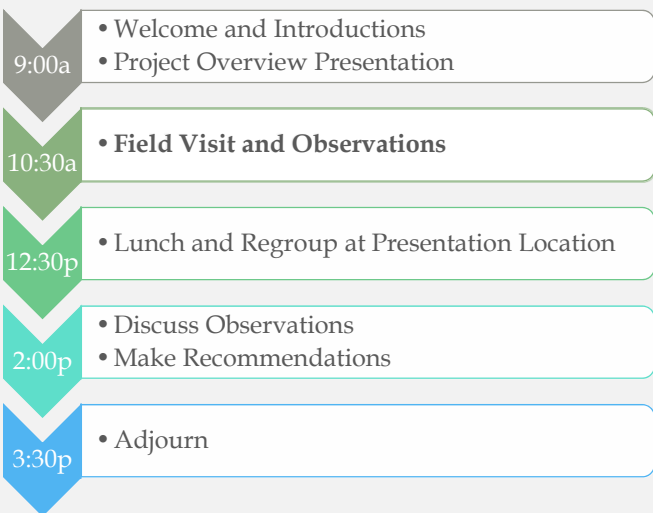 9:00a
• Welcome and Introductions
• Project Overview Presentation
10:30a
• Field Visit and Observations
12:30p
• Lunch and Regroup at Presentation Location
2:00p
• Discuss Observations
• Make Recommendations
3:30p
• Adjourn